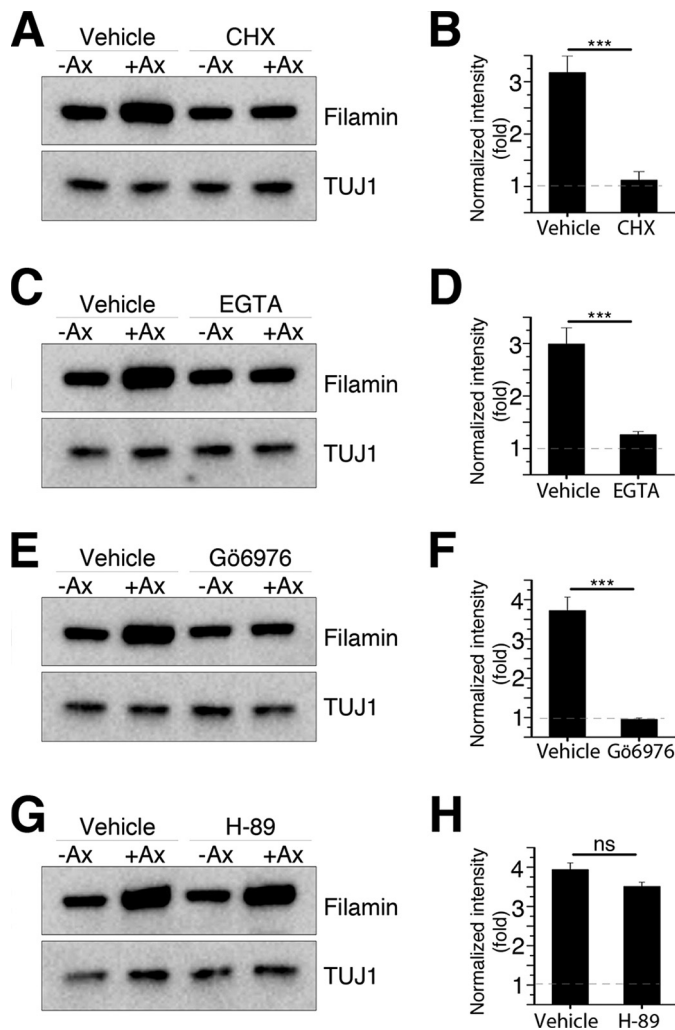 A
Vehicle CHX
-Ax +Ax -Ax +Ax
Filamin
TUJ1
B
Normalized intensity
(fold)
3
2
1
***
Vehicle CHX
C
Vehicle EGTA
-Ax +Ax -Ax +Ax
Filamin
TUJ1
D
Normalized intensity
(fold)
3
2
1
***
Vehicle EGTA
E
Vehicle Gö6976
-Ax +Ax -Ax +Ax
Filamin
TUJ1
F
Normalized intensity
(fold)
4
3
2
1
***
Vehicle Gö6976
G
Vehicle H-89
-Ax +Ax -Ax +Ax
Filamin
TUJ1
H
Normalized intensity
(fold)
4
3
2
1
ns
Vehicle H-89